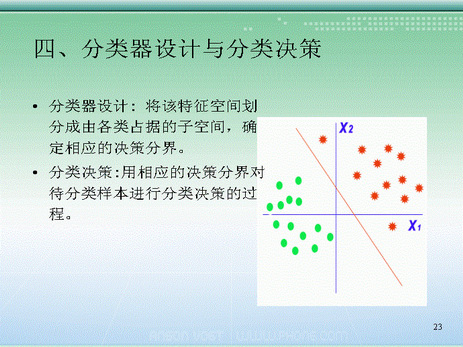 四、分类器设计与分类决策
• 分类器设计: 将该特征空间划
分成由各类占据的子空间，确
定相应的决策分界。
• 分类决策:用相应的决策分界对
待分类样本进行分类决策的过
程。
X2
X1
23